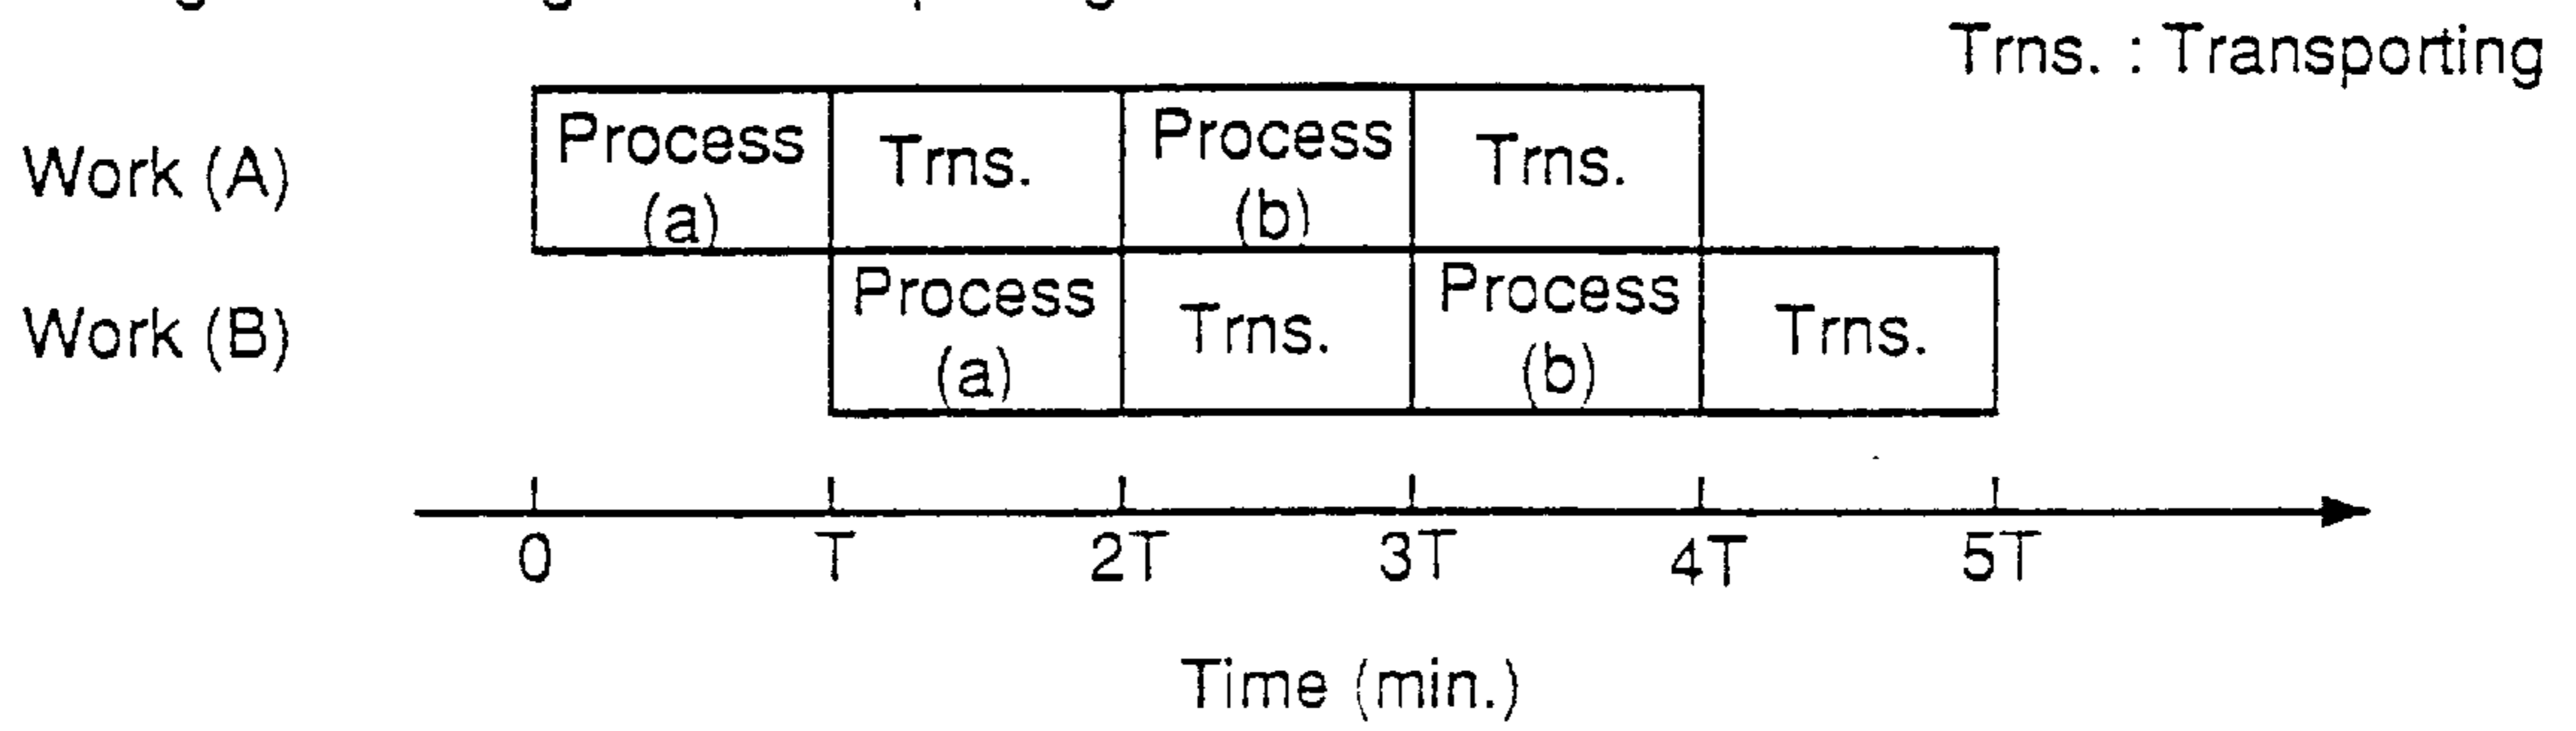 Trns. : Transporting
Work (A) Process (a) Trns. Process (b) Trns.
Work (B) Process (a) Trns. Process (b) Trns.
0 T 2T 3T 4T 5T
Time (min.)